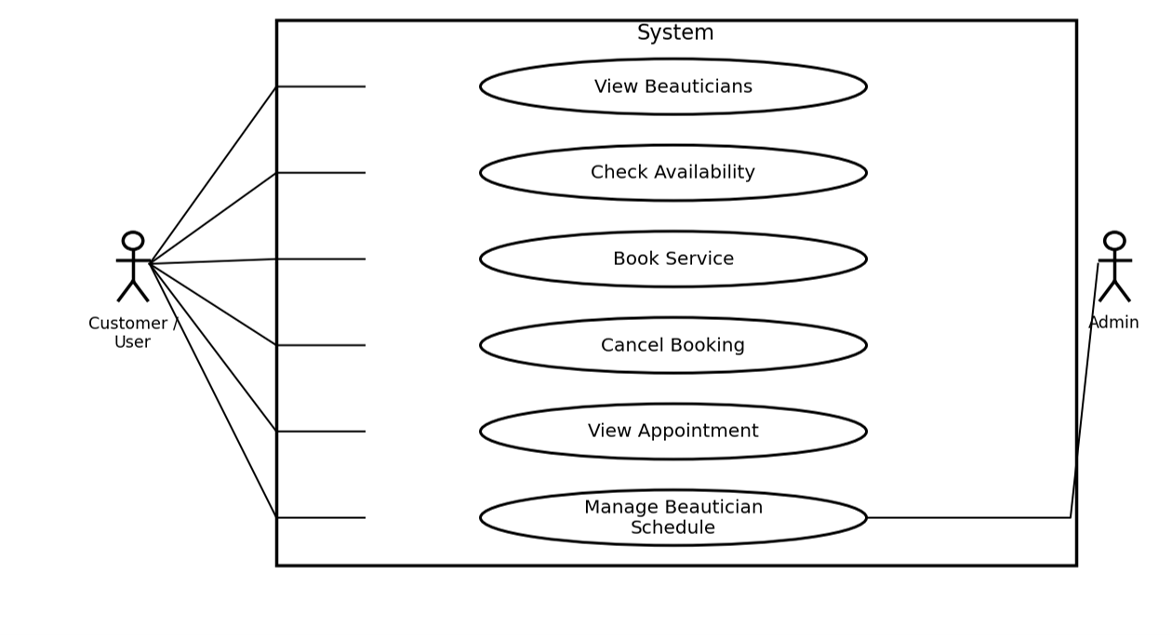 System
View Beauticians
Check Availability
Book Service
Cancel Booking
View Appointment
Manage Beautician
Schedule
Customer /
User
Admin